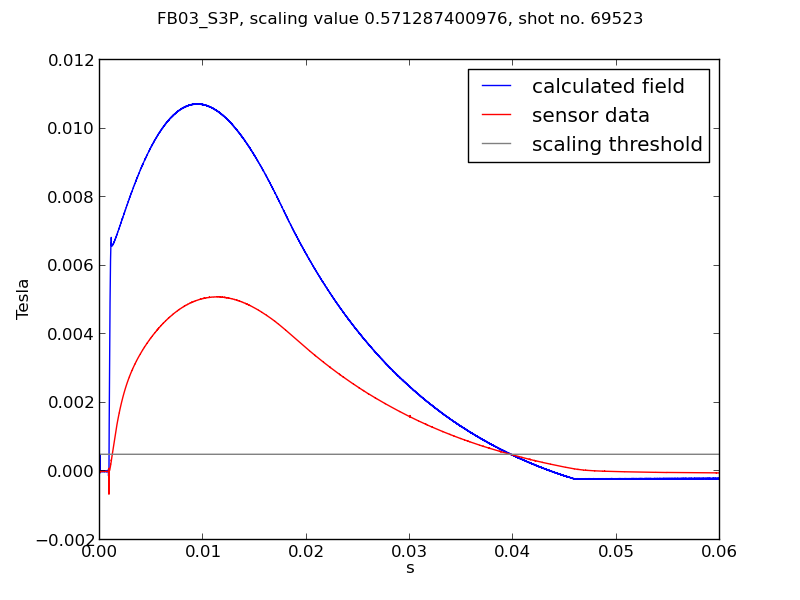 FB03_S3P, scaling value 0.571287400976, shot no. 69523
calculated field
sensor data
scaling threshold
Tesla
0.012
0.010
0.008
0.006
0.004
0.002
0.000
−0.002
0.00 0.01 0.02 0.03 0.04 0.05 0.06
s